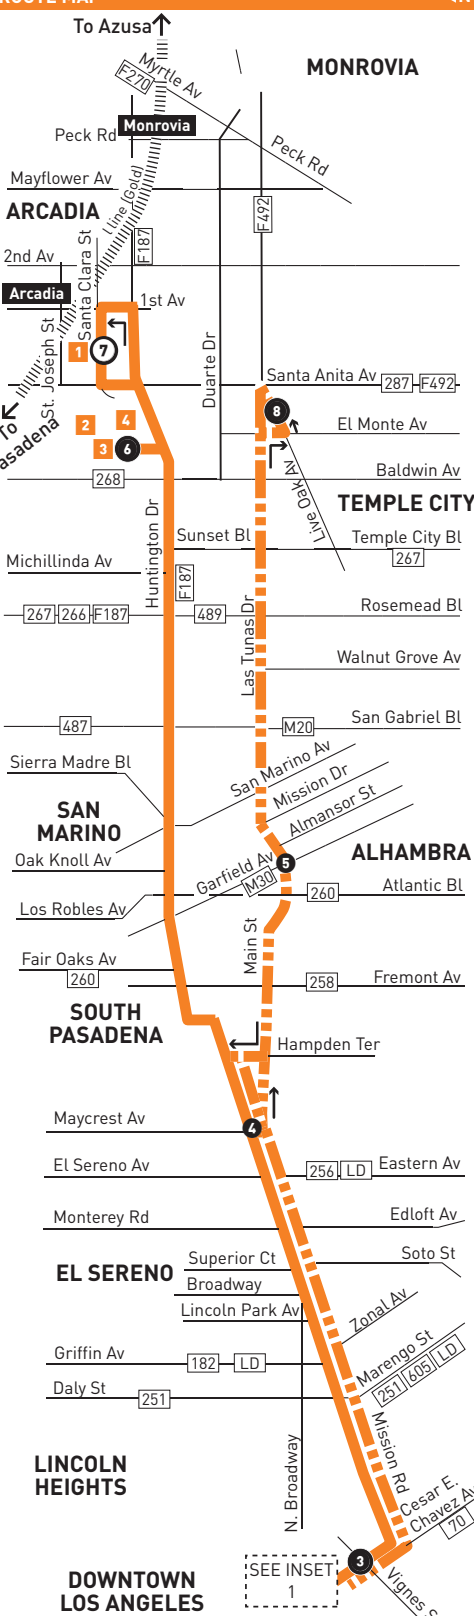 To Azusa
MONROVIA
Myrtle Av
F270
Monrovia
Peck Rd
Peck Rd
Mayflower Av
Lline (Gold)
ARCADIA
F492
Santa Clara St
F187
2nd Av
Arcadia
1st Av
1
7
St. Joseph St
Duarte Dr
Santa Anita Av
287
F492
To
Pasadena
2
4
8
El Monte Av
3
6
Live Oak Av
Baldwin Av
268
TEMPLE CITY
Huntington Dr
Sunset Bl
Temple City Bl
267
Michillinda Av
F187
Las Tunas Dr
Rosemead Bl
267
266
F187
489
Walnut Grove Av
San Gabriel Bl
487
M20
Sierra Madre Bl
San Marino Av
Mission Dr
SAN
MARINO
Almansor St
Oak Knoll Av
Garfield Av
M30
5
ALHAMBRA
Los Robles Av
260
Atlantic Bl
Main St
Fair Oaks Av
260
258
Fremont Av
SOUTH
PASADENA
Hampden Ter
Maycrest Av
4
El Sereno Av
256
LD
Eastern Av
Monterey Rd
Edloft Av
Superior Ct
Soto St
EL SERENO
Broadway
Lincoln Park Av
Zonal Av
Griffin Av
182
LD
Marengo St
251
605
LD
Daly St
251
Mission Rd
LINCOLN
HEIGHTS
N. Broadway
Cesar E.
Chavez Av
70
SEE INSET
1
3
DOWNTOWN
LOS ANGELES